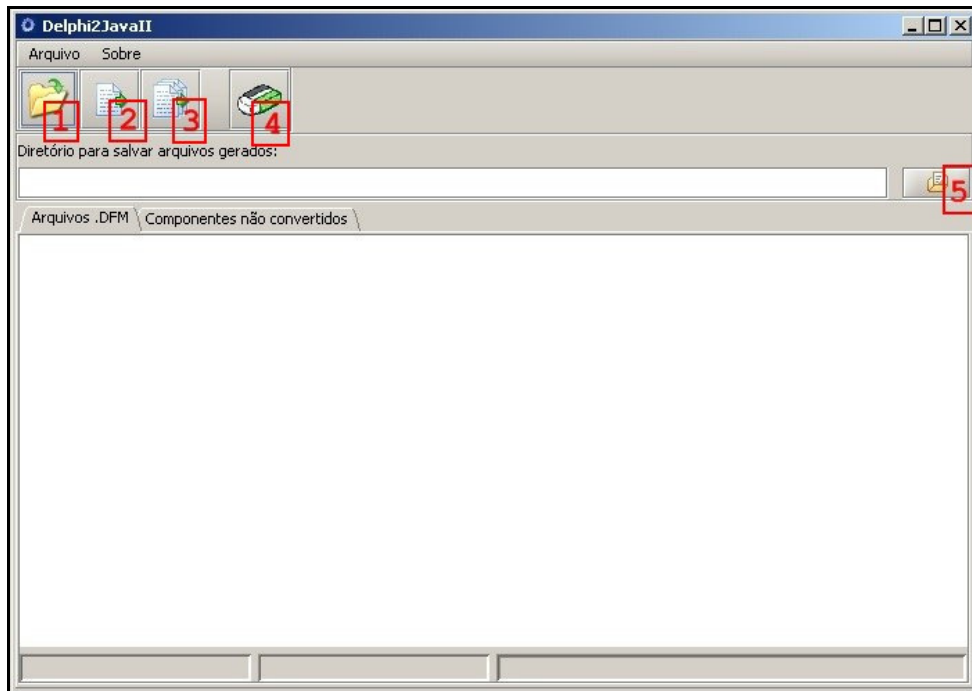 Delphi2JavaII
Arquivo Sobre
1 2 3 4
Diretório para salvar arquivos gerados:
5
Arquivos .DFM Componentes não convertidos